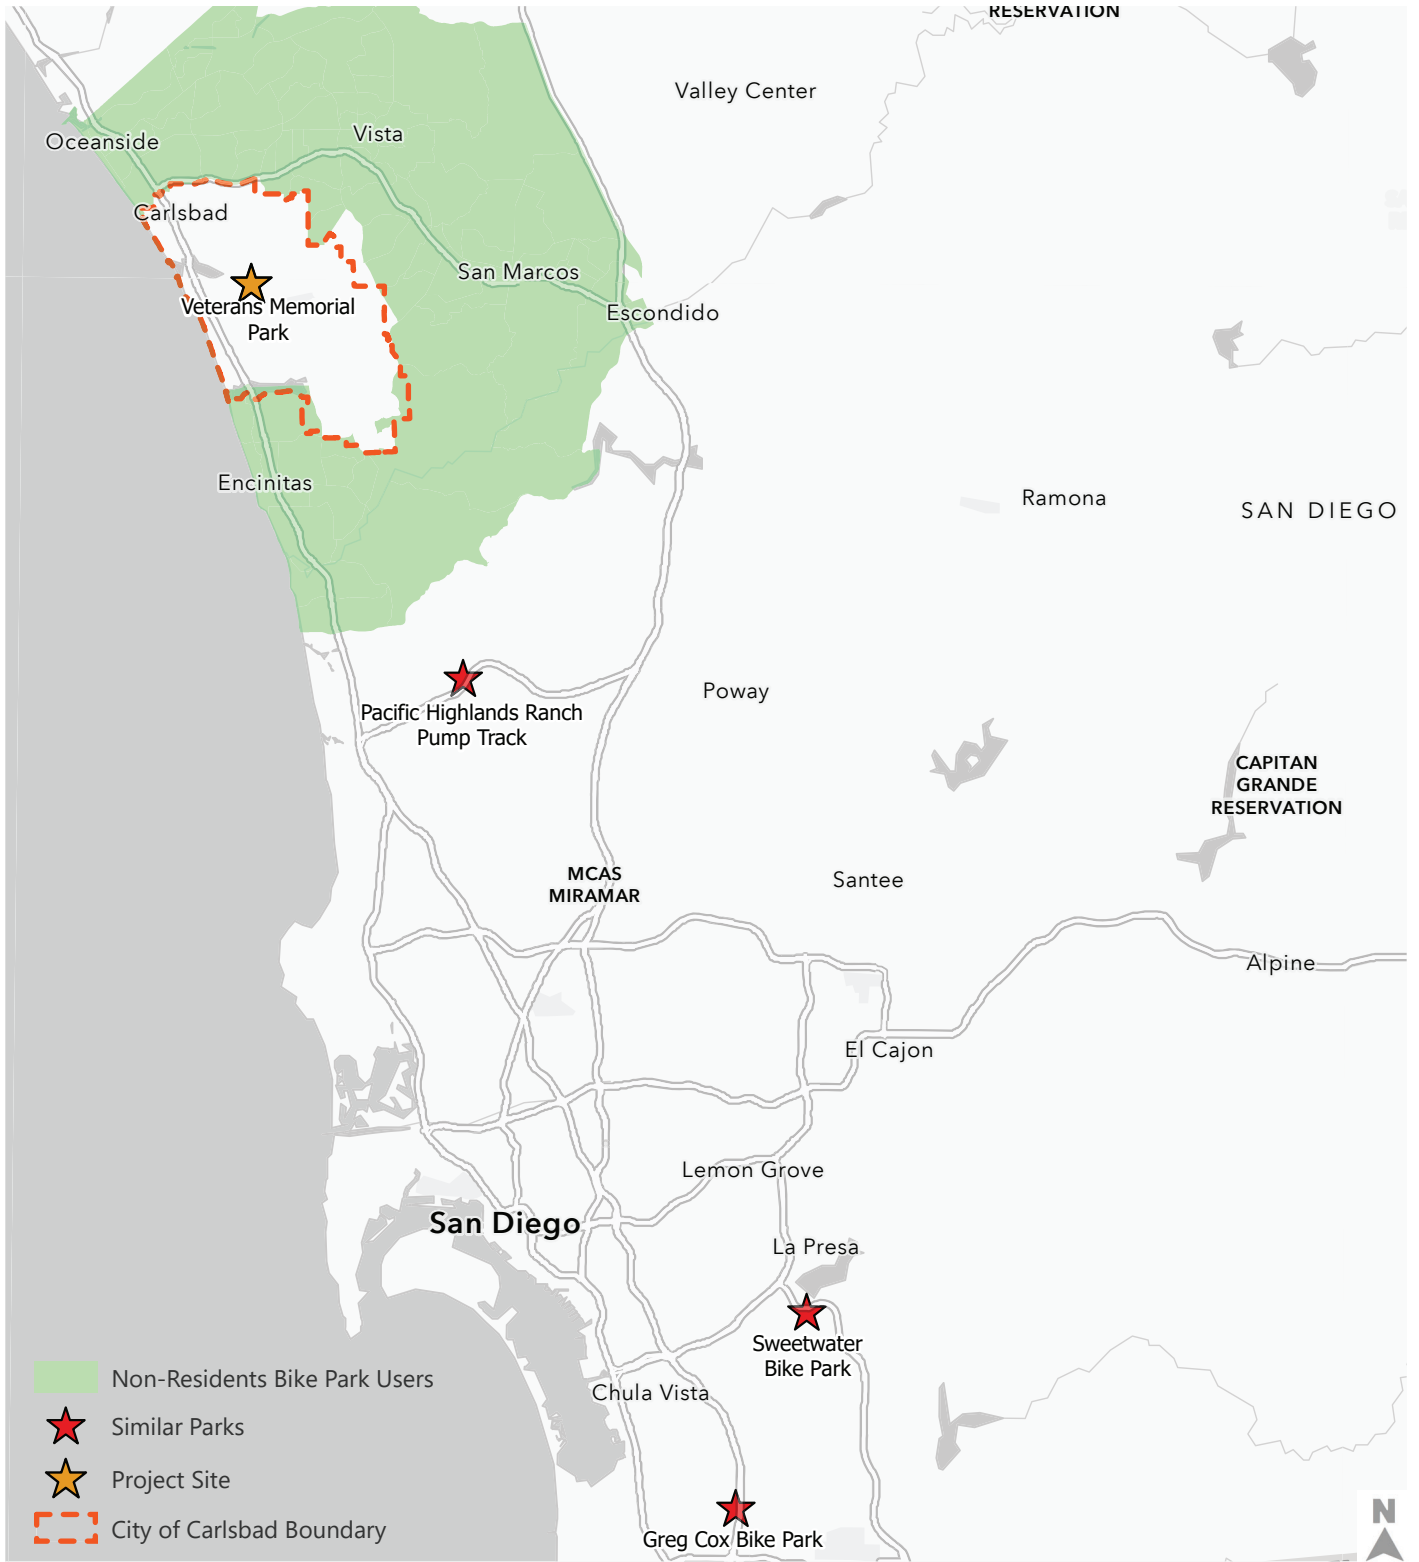 RESERVATION
Valley Center
Vista
Oceanside
Carlsbad
San Marcos
Veterans Memorial
Park
Escondido
Encinitas
Ramona
SAN DIEGO
Poway
Pacific Highlands Ranch
Pump Track
CAPITAN
GRANDE
RESERVATION
MCAS
MIRAMAR
Santee
Alpine
El Cajon
Lemon Grove
San Diego
La Presa
Sweetwater
Bike Park
Chula Vista
Greg Cox Bike Park
Non-Residents Bike Park Users
Similar Parks
Project Site
City of Carlsbad Boundary
N